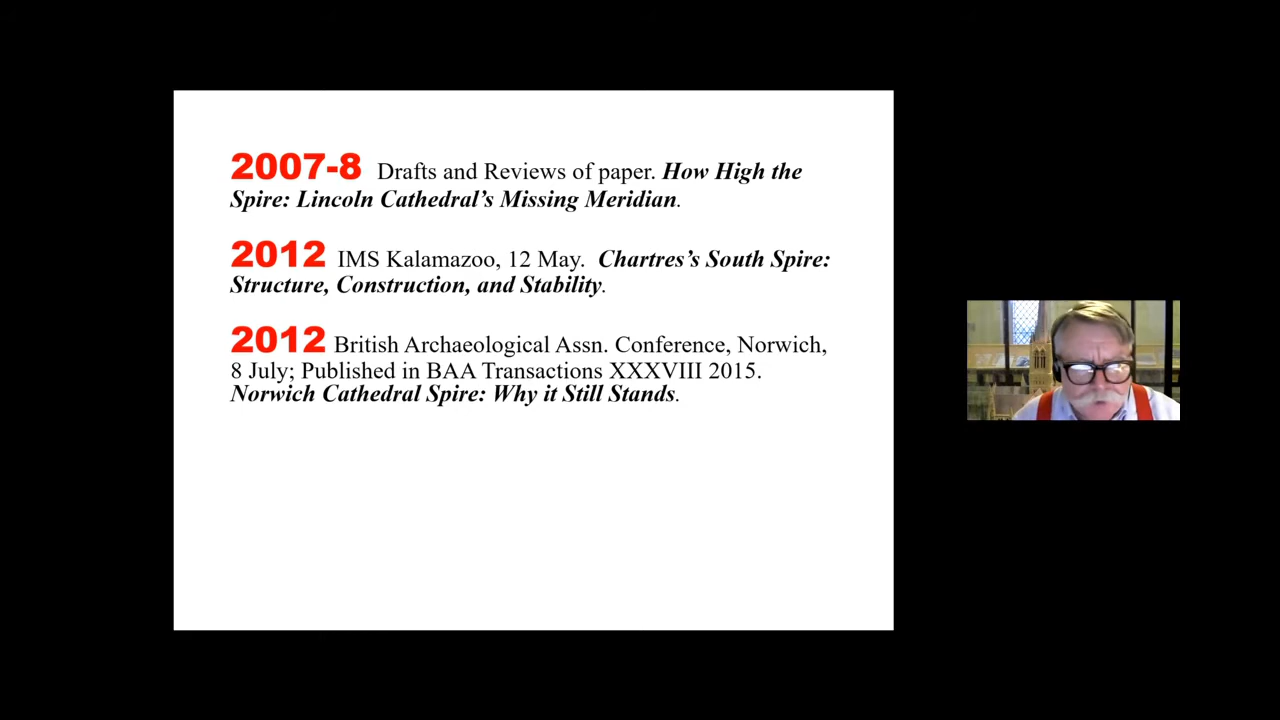 2007-8 Drafts and Reviews of paper. How High the
Spire: Lincoln Cathedral’s Missing Meridian.
2012 IMS Kalamazoo, 12 May. Chartres’s South Spire:
Structure, Construction, and Stability.
2012 British Archaeological Assn. Conference, Norwich,
8 July; Published in BAA Transactions XXXVIII 2015.
Norwich Cathedral Spire: Why it Still Stands.